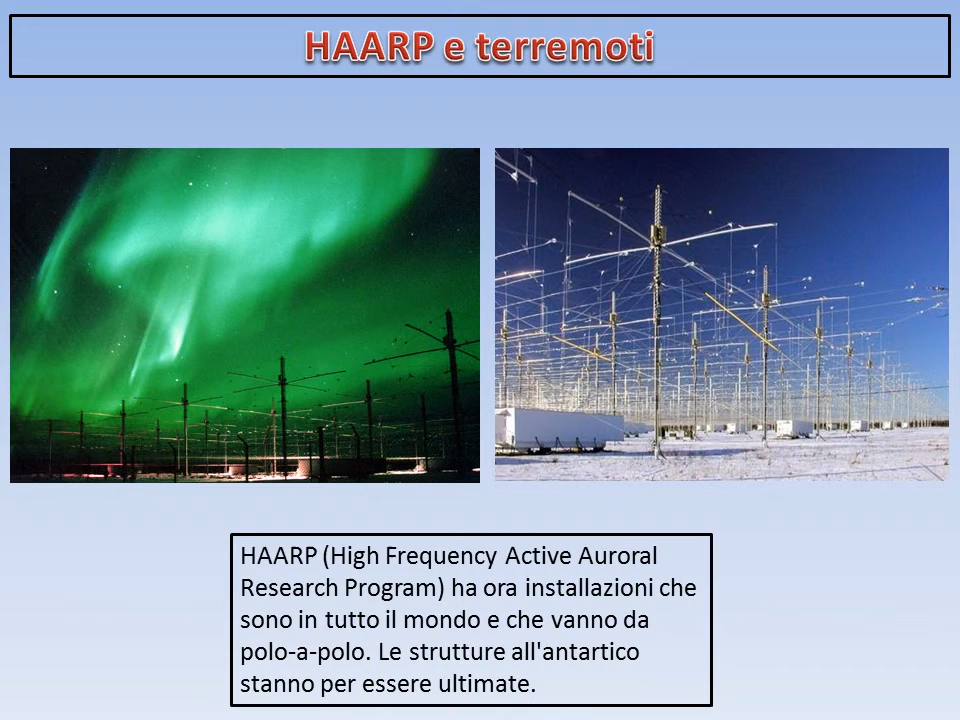 HAARP e terremoti
HAARP (High Frequency Active Auroral
Research Program) ha ora installazioni che
sono in tutto il mondo e che vanno da
polo-a-polo. Le strutture all'antartico
stanno per essere ultimate.